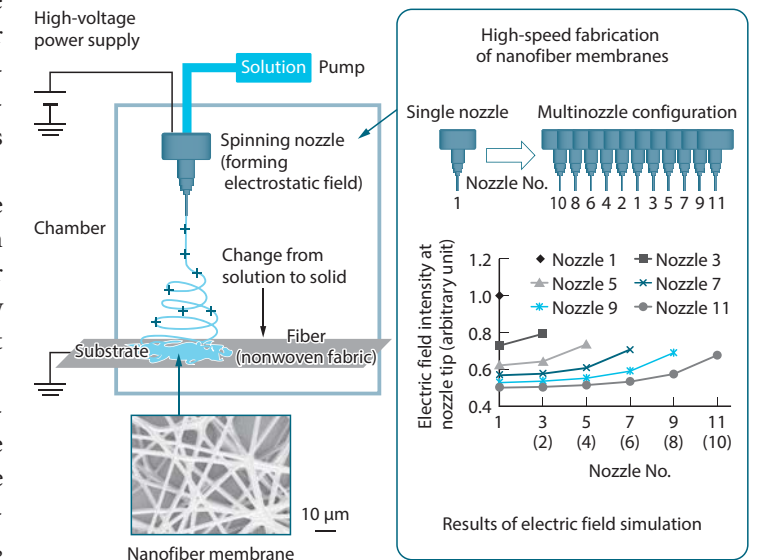 High-voltage
power supply
Solution
Pump
Spinning nozzle
(forming
electrostatic field)
Chamber
Change from
solution to solid
Substrate
Fiber
(nonwoven fabric)
10 μm
Nanofiber membrane
High-speed fabrication
of nanofiber membranes
Single nozzle
Multinozzle configuration
Nozzle No.
1
10 8 6 4 2 1 3 5 7 9 11
Electric field intensity at
nozzle tip (arbitrary unit)
1.2
1.0
0.8
0.6
0.4
Nozzle 1
Nozzle 3
Nozzle 5
Nozzle 7
Nozzle 9
Nozzle 11
1 3 5 7 9 11
(2) (4) (6) (8) (10)
Nozzle No.
Results of electric field simulation